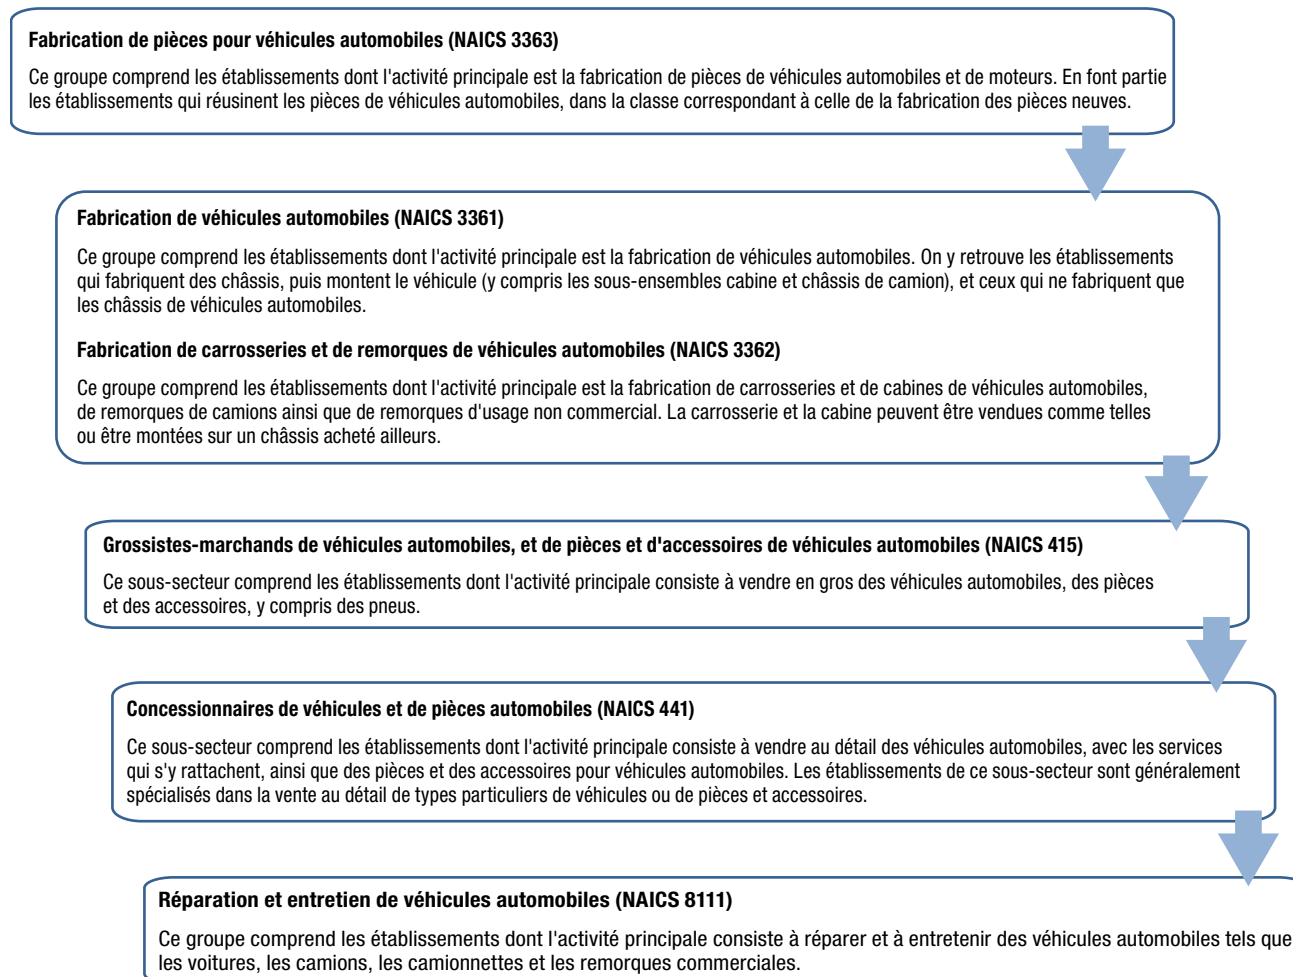 Fabrication de pièces pour véhicules automobiles (NAICS 3363)
Ce groupe comprend les établissements dont l'activité principale est la fabrication de pièces de véhicules automobiles et de moteurs. En font partie
les établissements qui réusinent les pièces de véhicules automobiles, dans la classe correspondant à celle de la fabrication des pièces neuves.
Fabrication de véhicules automobiles (NAICS 3361)
Ce groupe comprend les établissements dont l'activité principale est la fabrication de véhicules automobiles. On y retrouve les établissements
qui fabriquent des châssis, puis montent le véhicule (y compris les sous-ensembles cabine et châssis de camion), et ceux qui ne fabriquent que
les châssis de véhicules automobiles.
Fabrication de carrosseries et de remorques de véhicules automobiles (NAICS 3362)
Ce groupe comprend les établissements dont l'activité principale est la fabrication de carrosseries et de cabines de véhicules automobiles,
de remorques de camions ainsi que de remorques d'usage non commercial. La carrosserie et la cabine peuvent être vendues comme telles
ou être montées sur un châssis acheté ailleurs.
Grossistes-marchands de véhicules automobiles, et de pièces et d'accessoires de véhicules automobiles (NAICS 415)
Ce sous-secteur comprend les établissements dont l'activité principale consiste à vendre en gros des véhicules automobiles, des pièces
et des accessoires, y compris des pneus.
Concessionnaires de véhicules et de pièces automobiles (NAICS 441)
Ce sous-secteur comprend les établissements dont l'activité principale consiste à vendre au détail des véhicules automobiles, avec les services
qui s'y rattachent, ainsi que des pièces et des accessoires pour véhicules automobiles. Les établissements de ce sous-secteur sont généralement
spécialisés dans la vente au détail de types particuliers de véhicules ou de pièces et accessoires.
Réparation et entretien de véhicules automobiles (NAICS 8111)
Ce groupe comprend les établissements dont l'activité principale consiste à réparer et à entretenir des véhicules automobiles tels que
les voitures, les camions, les camionnettes et les remorques commerciales.